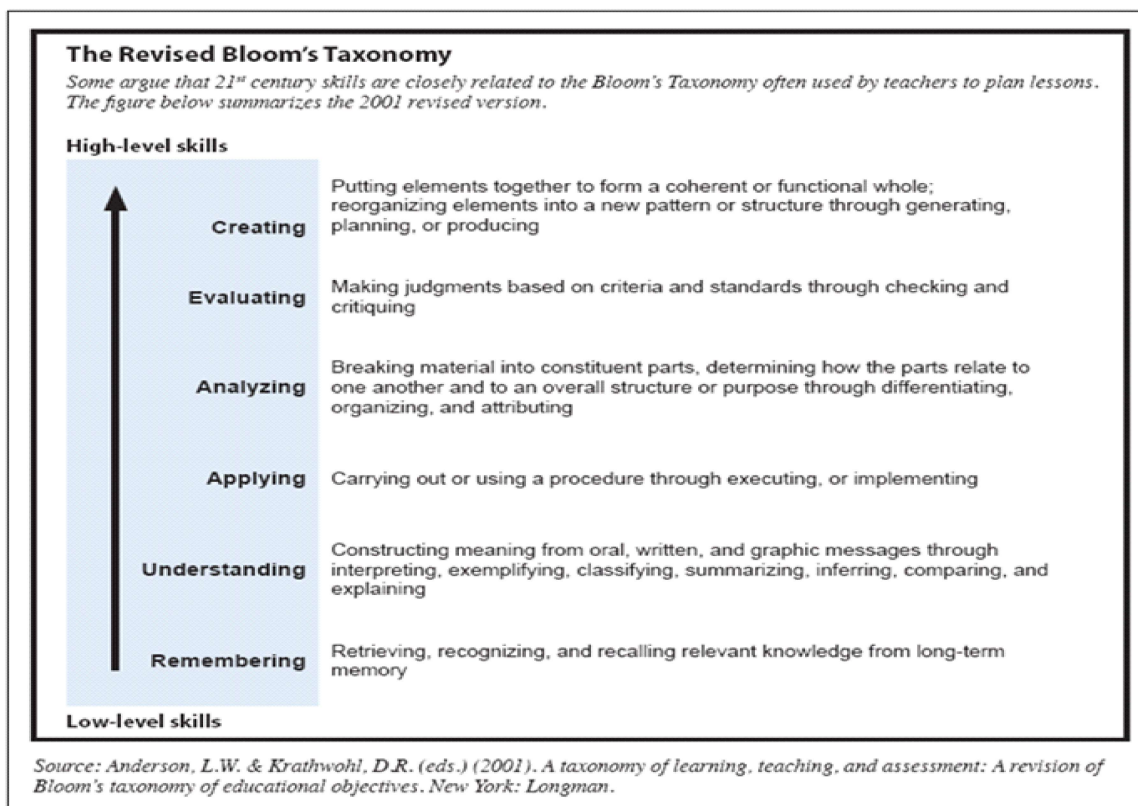 The Revised Bloom's Taxonomy
Some argue that 21st century skills are closely related to the Bloom's Taxonomy often used by teachers to plan lessons.
The figure below summarizes the 2001 revised version.
High-level skills
Creating
Putting elements together to form a coherent or functional whole;
reorganizing elements into a new pattern or structure through generating,
planning, or producing
Evaluating
Making judgments based on criteria and standards through checking and
critiquing
Analyzing
Breaking material into constituent parts, determining how the parts relate to
one another and to an overall structure or purpose through differentiating,
organizing, and attributing
Applying
Carrying out or using a procedure through executing, or implementing
Understanding
Constructing meaning from oral, written, and graphic messages through
interpreting, exemplifying, classifying, summarizing, inferring, comparing, and
explaining
Remembering
Retrieving, recognizing, and recalling relevant knowledge from long-term
memory
Low-level skills
Source: Anderson, L.W. & Krathwohl, D.R. (eds.) (2001). A taxonomy of learning, teaching, and assessment: A revision of
Bloom's taxonomy of educational objectives. New York: Longman.